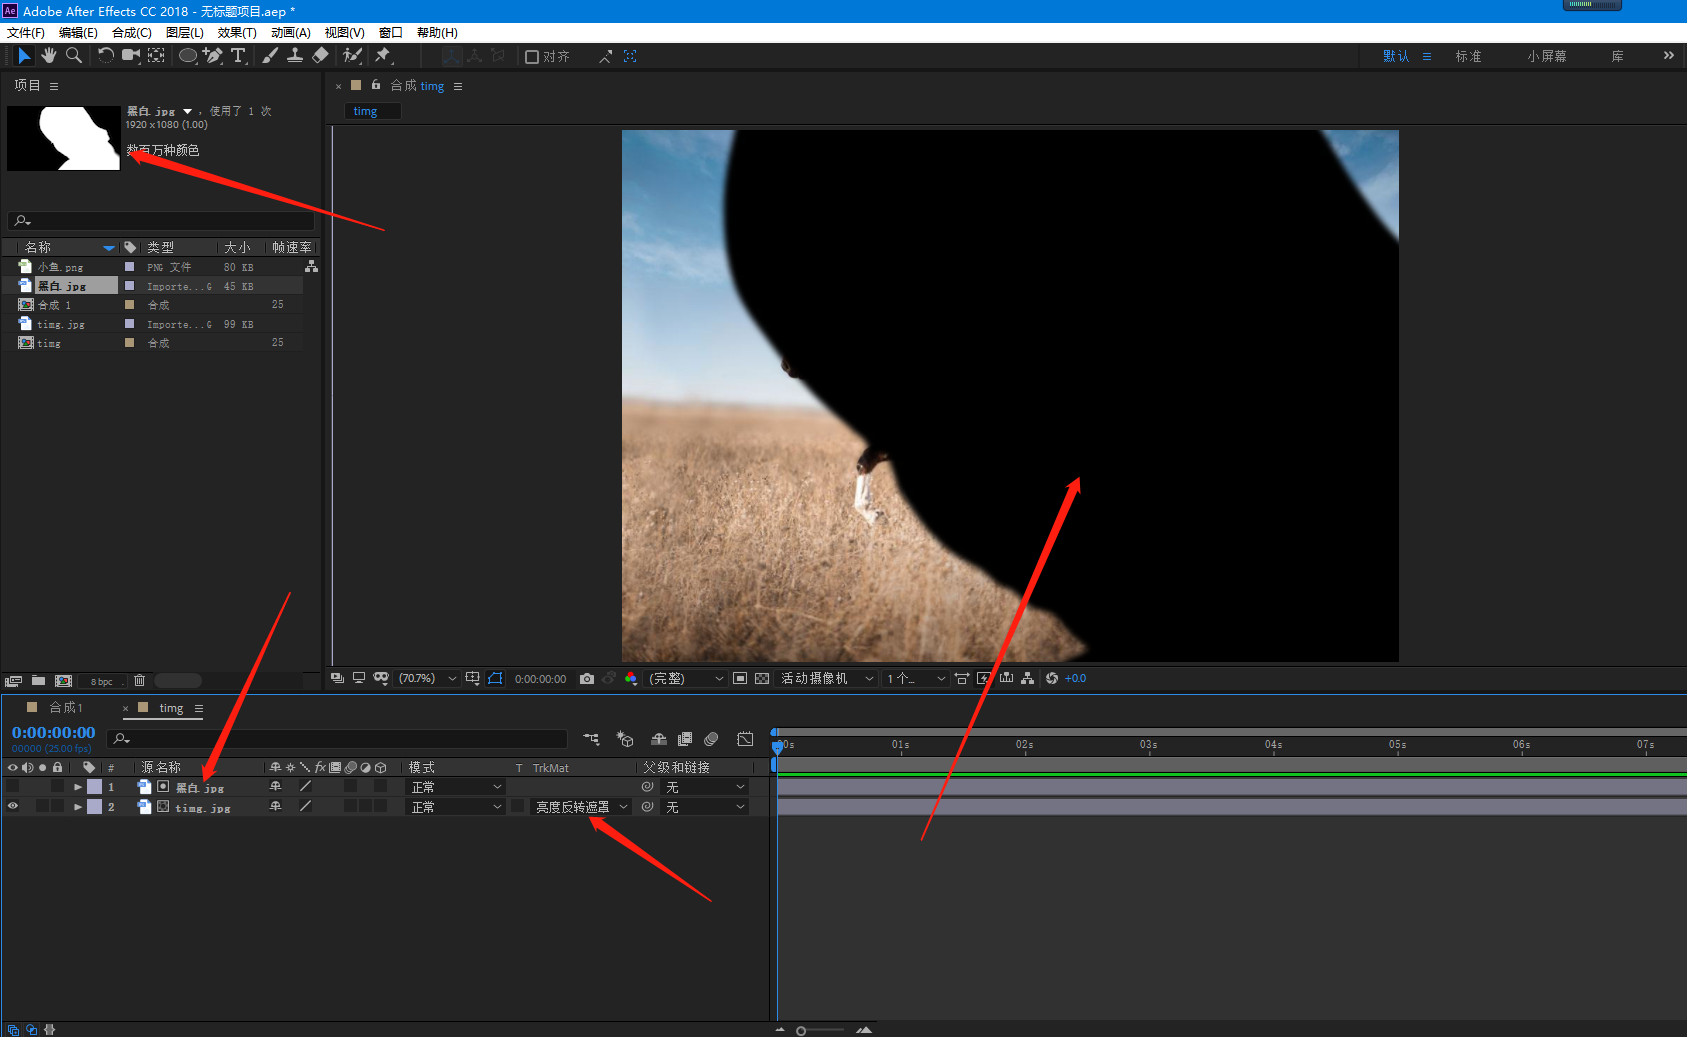 Ae Adobe After Effects CC 2018 - 无标题项目.aep *
文件(F) 编辑(E) 合成(C) 图层(L) 效果(T) 动画(A) 视图(V) 窗口 帮助(H)
T 对齐 默认 标准 小屏幕 库 »
项目
× 合成 timg
timg
黑白.jpg ▼ , 使用了 1 次
1920 x 1080 (1.00)
数百万种颜色
名称 类型 大小 帧速率
小鱼.png PNG 文件 80 KB
黑白.jpg Importe...G 45 KB
合成 1 合成 25
timg.jpg Importe...G 99 KB
timg 合成 25
8 bpc
(70.7%) 0:00:00:00 (完整) 活动摄像机 1 个... +0.0
合成1 × timg
0:00:00:00
00000 (25.00 fps)
00s 01s 02s 03s 04s 05s 06s 07s
# 源名称 fx 模式 T TrkMat 父级和链接
1 黑白.jpg 正常 无
2 timg.jpg 正常 亮度反转遮罩 无